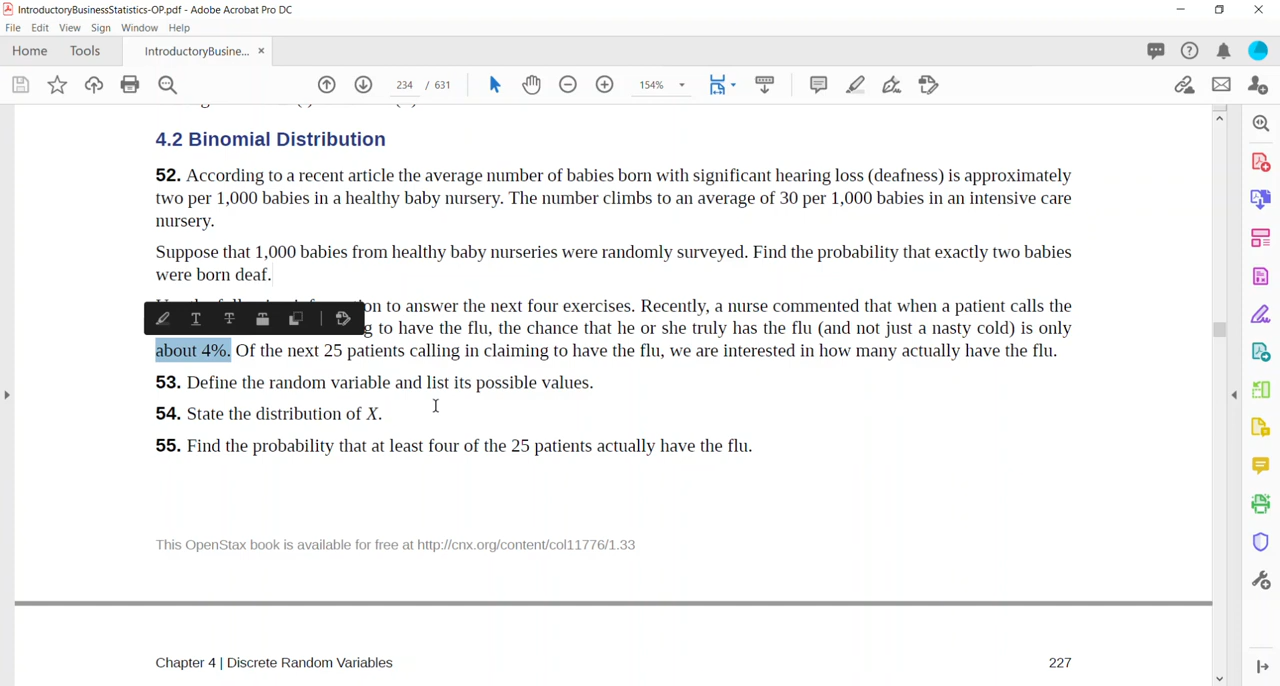 IntroductoryBusinessStatistics-OP.pdf - Adobe Acrobat Pro DC
File Edit View Sign Window Help
Home Tools IntroductoryBusine... ×
234 / 631 154%
4.2 Binomial Distribution
52. According to a recent article the average number of babies born with significant hearing loss (deafness) is approximately
two per 1,000 babies in a healthy baby nursery. The number climbs to an average of 30 per 1,000 babies in an intensive care
nursery.
Suppose that 1,000 babies from healthy baby nurseries were randomly surveyed. Find the probability that exactly two babies
were born deaf.
to answer the next four exercises. Recently, a nurse commented that when a patient calls the
to have the flu, the chance that he or she truly has the flu (and not just a nasty cold) is only
about 4%. Of the next 25 patients calling in claiming to have the flu, we are interested in how many actually have the flu.
53. Define the random variable and list its possible values.
54. State the distribution of X.
55. Find the probability that at least four of the 25 patients actually have the flu.
This OpenStax book is available for free at http://cnx.org/content/col11776/1.33
Chapter 4 | Discrete Random Variables 227